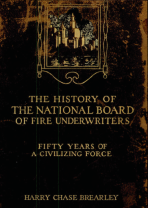 THE HISTORY OF
THE NATIONAL BOARD
OF FIRE UNDERWRITERS
FIFTY YEARS OF
A CIVILIZING FORCE
HARRY CHASE BREARLEY